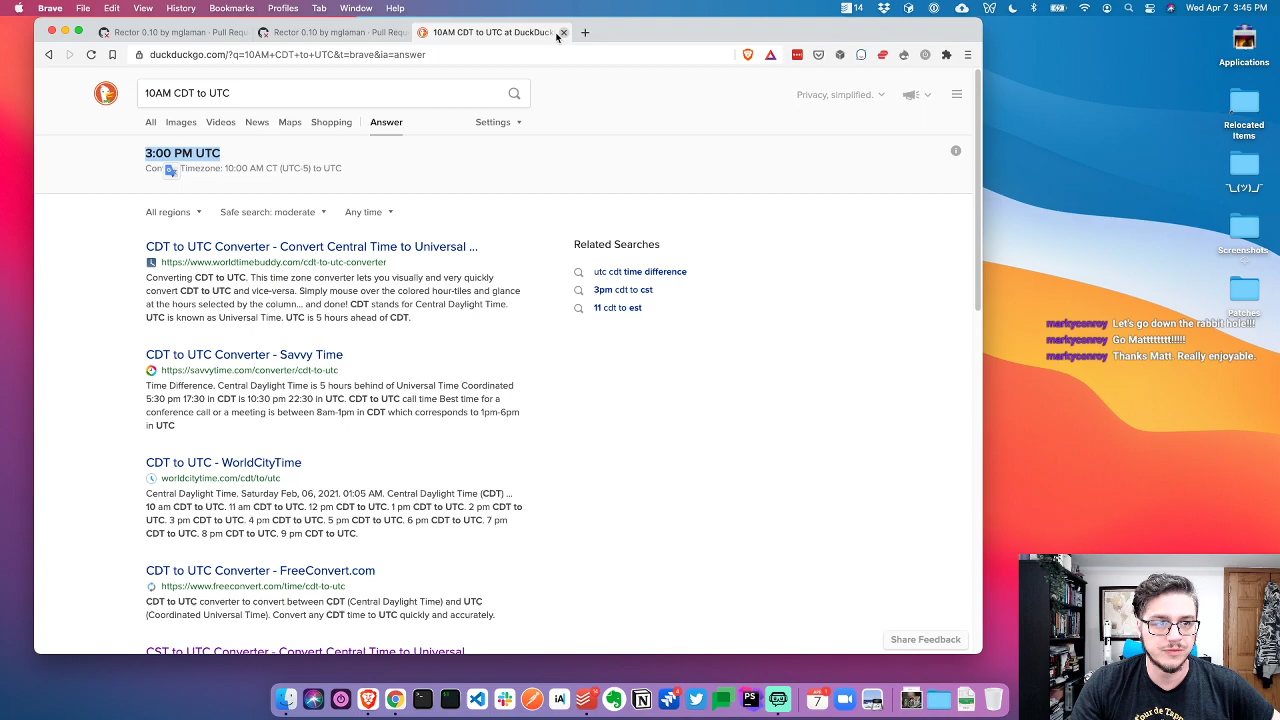 Brave File Edit View History Bookmarks Profiles Tab Window Help
14
Wed Apr 7 3:45 PM
Rector 0.10 by mglaman · Pull Requ
Rector 0.10 by mglaman · Pull Requ
10AM CDT to UTC at DuckDuck
duckduckgo.com/?q=10AM+CDT+to+UTC&t=brave&ia=answer
10AM CDT to UTC
Privacy, simplified.
All Images Videos News Maps Shopping Answer
Settings
3:00 PM UTC
Con Timezone: 10:00 AM CT (UTC-5) to UTC
All regions Safe search: moderate Any time
CDT to UTC Converter - Convert Central Time to Universal ...
https://www.worldtimebuddy.com/cdt-to-utc-converter
Converting CDT to UTC. This time zone converter lets you visually and very quickly
convert CDT to UTC and vice-versa. Simply mouse over the colored hour-tiles and glance
at the hours selected by the column... and done! CDT stands for Central Daylight Time.
UTC is known as Universal Time. UTC is 5 hours ahead of CDT.
CDT to UTC Converter - Savvy Time
https://savvytime.com/converter/cdt-to-utc
Time Difference. Central Daylight Time is 5 hours behind of Universal Time Coordinated
5:30 pm 17:30 in CDT is 10:30 pm 22:30 in UTC. CDT to UTC call time Best time for a
conference call or a meeting is between 8am-1pm in CDT which corresponds to 1pm-6pm
in UTC
CDT to UTC - WorldCityTime
worldcitytime.com/cdt/to/utc
Central Daylight Time. Saturday Feb, 06, 2021. 01:05 AM. Central Daylight Time (CDT) ...
10 am CDT to UTC. 11 am CDT to UTC. 12 pm CDT to UTC. 1 pm CDT to UTC. 2 pm CDT to
UTC. 3 pm CDT to UTC. 4 pm CDT to UTC. 5 pm CDT to UTC. 6 pm CDT to UTC. 7 pm
CDT to UTC. 8 pm CDT to UTC. 9 pm CDT to UTC.
CDT to UTC Converter - FreeConvert.com
https://www.freeconvert.com/time/cdt-to-utc
CDT to UTC converter to convert between CDT (Central Daylight Time) and UTC
(Coordinated Universal Time). Convert any CDT time to UTC quickly and accurately.
CST to UTC Converter - Convert Central Time to Universal
Related Searches
utc cdt time difference
3pm cdt to cst
11 cdt to est
Share Feedback
Applications
Relocated
Items
¯\_(ツ)_/¯
Screenshots
Patches
markyconroy Let's go down the rabbit hole!!!
markyconroy Go Matttttttt!!!!!
markyconroy Thanks Matt. Really enjoyable.
iA
14
4
PS
7